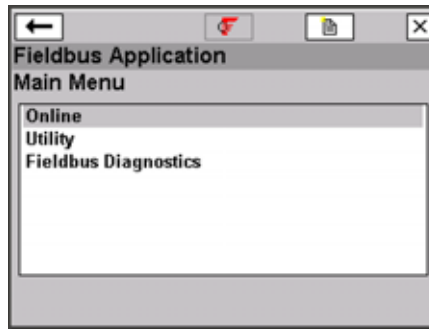 Fieldbus Application
Main Menu
Online
Utility
Fieldbus Diagnostics